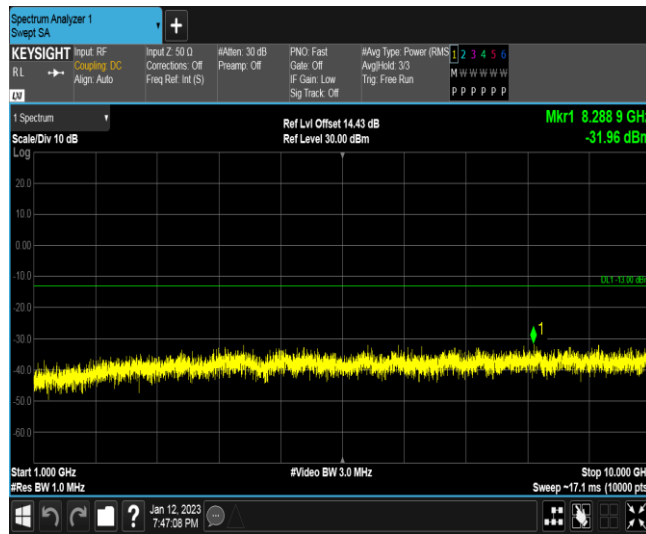 Spectrum Analyzer 1
Swept SA
+
KEYSIGHT
RL
LXI
Input: RF
Coupling: DC
Align: Auto
Input Z: 50 Ω
Corrections: Off
Freq Ref: Int (S)
#Atten: 30 dB
Preamp: Off
PNO: Fast
Gate: Off
IF Gain: Low
Sig Track: Off
#Avg Type: Power (RMS
Avg|Hold: 3/3
Trig: Free Run
1 2 3 4 5 6
M W W W W W
P P P P P P
1 Spectrum
Scale/Div 10 dB
Log
Ref Lvl Offset 14.43 dB
Ref Level 30.00 dBm
Mkr1 8.288 9 GHz
-31.96 dBm
20.0
10.0
0.00
-10.0
DL1 -13.00 dBm
-20.0
-30.0
1
-40.0
-50.0
-60.0
Start 1.000 GHz
#Res BW 1.0 MHz
#Video BW 3.0 MHz
Stop 10.000 GHz
Sweep ~17.1 ms (10000 pts)
?
Jan 12, 2023
7:47:08 PM